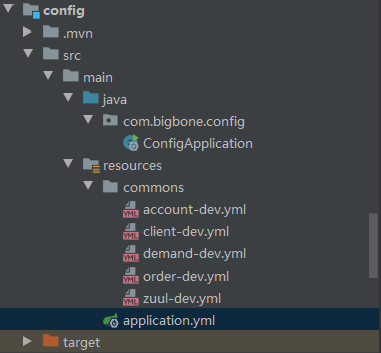 config
.mvn
src
main
java
com.bigbone.config
ConfigApplication
resources
commons
account-dev.yml
client-dev.yml
demand-dev.yml
order-dev.yml
zuul-dev.yml
application.yml
target